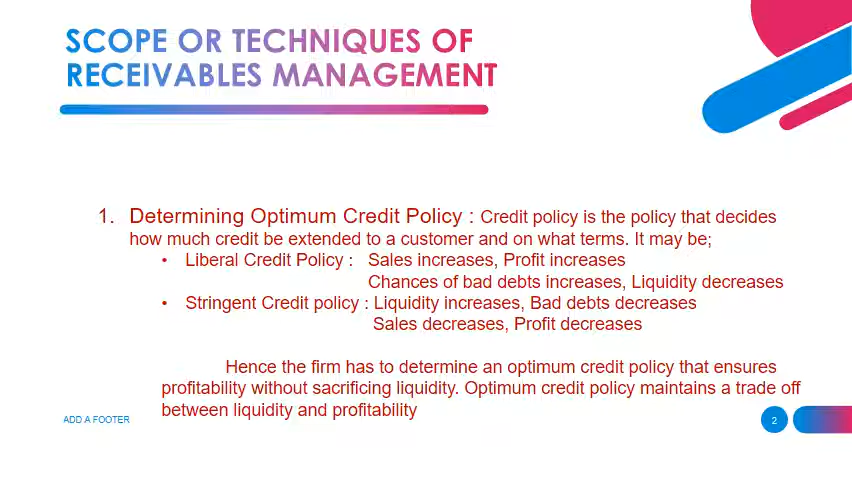 SCOPE OR TECHNIQUES OF
RECEIVABLES MANAGEMENT
1. Determining Optimum Credit Policy : Credit policy is the policy that decides
how much credit be extended to a customer and on what terms. It may be;
• Liberal Credit Policy : Sales increases, Profit increases
Chances of bad debts increases, Liquidity decreases
• Stringent Credit policy : Liquidity increases, Bad debts decreases
Sales decreases, Profit decreases
Hence the firm has to determine an optimum credit policy that ensures
profitability without sacrificing liquidity. Optimum credit policy maintains a trade off
between liquidity and profitability
ADD A FOOTER
2